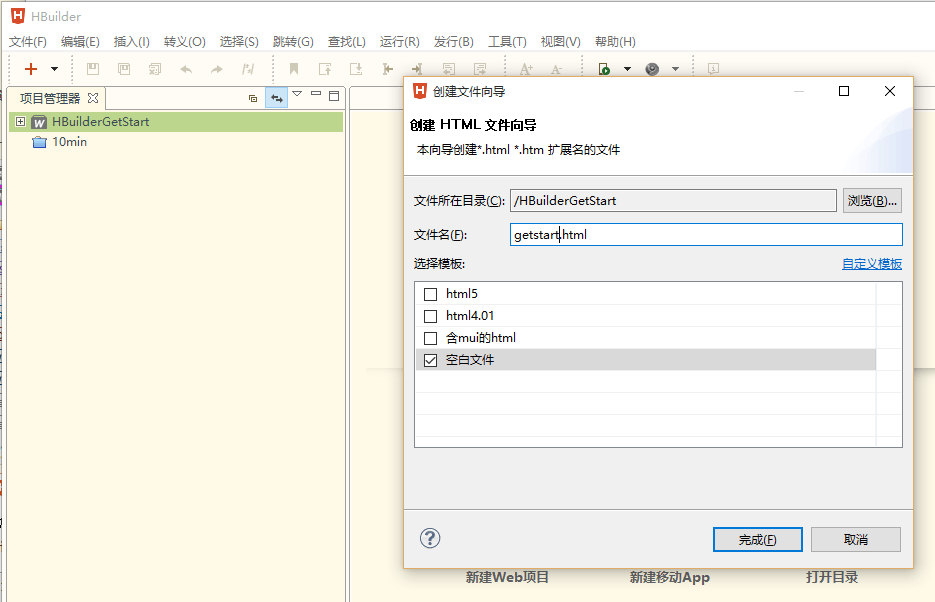 HBuilder
文件(F) 编辑(E) 插入(I) 转义(O) 选择(S) 跳转(G) 查找(L) 运行(R) 发行(B) 工具(T) 视图(V) 帮助(H)
项目管理器
HBuilderGetStart
10min
创建文件向导
创建 HTML 文件向导
本向导创建*.html *.htm 扩展名的文件
文件所在目录(C): /HBuilderGetStart 浏览(B)...
文件名(F): getstart.html
选择模板: 自定义模板
html5
html4.01
含mui的html
空白文件
完成(F) 取消
新建Web项目 新建移动App 打开目录